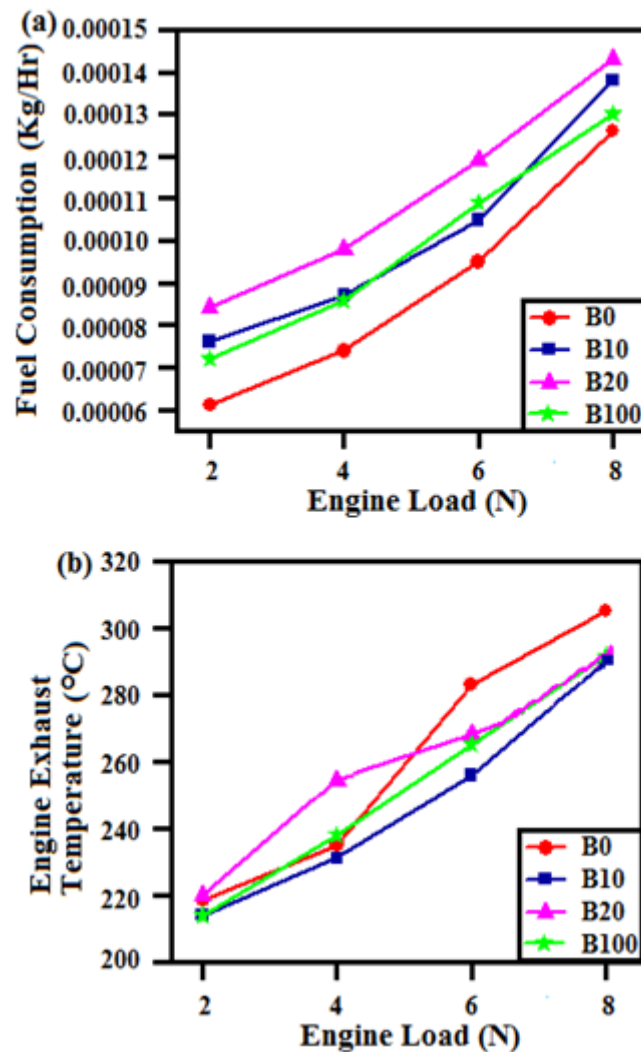 (a)
Fuel Consumption (Kg/Hr)
0.00015
0.00014
0.00013
0.00012
0.00011
0.00010
0.00009
0.00008
0.00007
0.00006
2 4 6 8
Engine Load (N)
B0
B10
B20
B100
(b)
Engine Exhaust
Temperature (°C)
320
300
280
260
240
220
200
2 4 6 8
Engine Load (N)
B0
B10
B20
B100